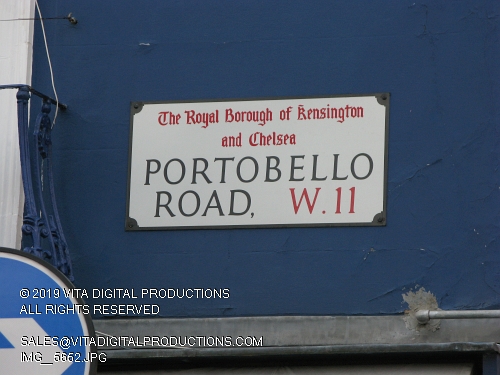 The Royal Borough of Kensington
and Chelsea
PORTOBELLO
ROAD, W.11
© 2019 VITA DIGITAL PRODUCTIONS
ALL RIGHTS RESERVED
SALES@VITADIGITALPRODUCTIONS.COM
IMG__5652.JPG